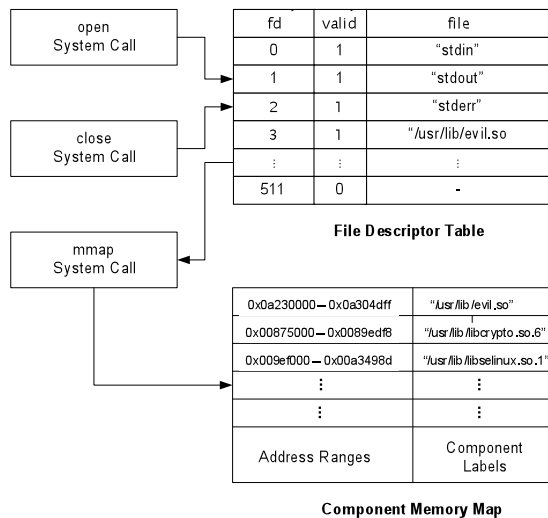 open
System Call
close
System Call
mmap
System Call
fd valid file
0 1 “stdin”
1 1 “stdout”
2 1 “stderr”
3 1 “/usr/lib/evil.so
⋮ ⋮ ⋮
511 0 -
File Descriptor Table
0x0a230000—0x0a304dff “/usr/lib/evil.so”
0x00875000—0x0089edf8 “/usr/lib/libcrypto.so.6”
0x009ef000—0x00a3498d “/usr/lib/libselinux.so.1”
⋮ ⋮
⋮ ⋮
Address Ranges Component
Labels
Component Memory Map